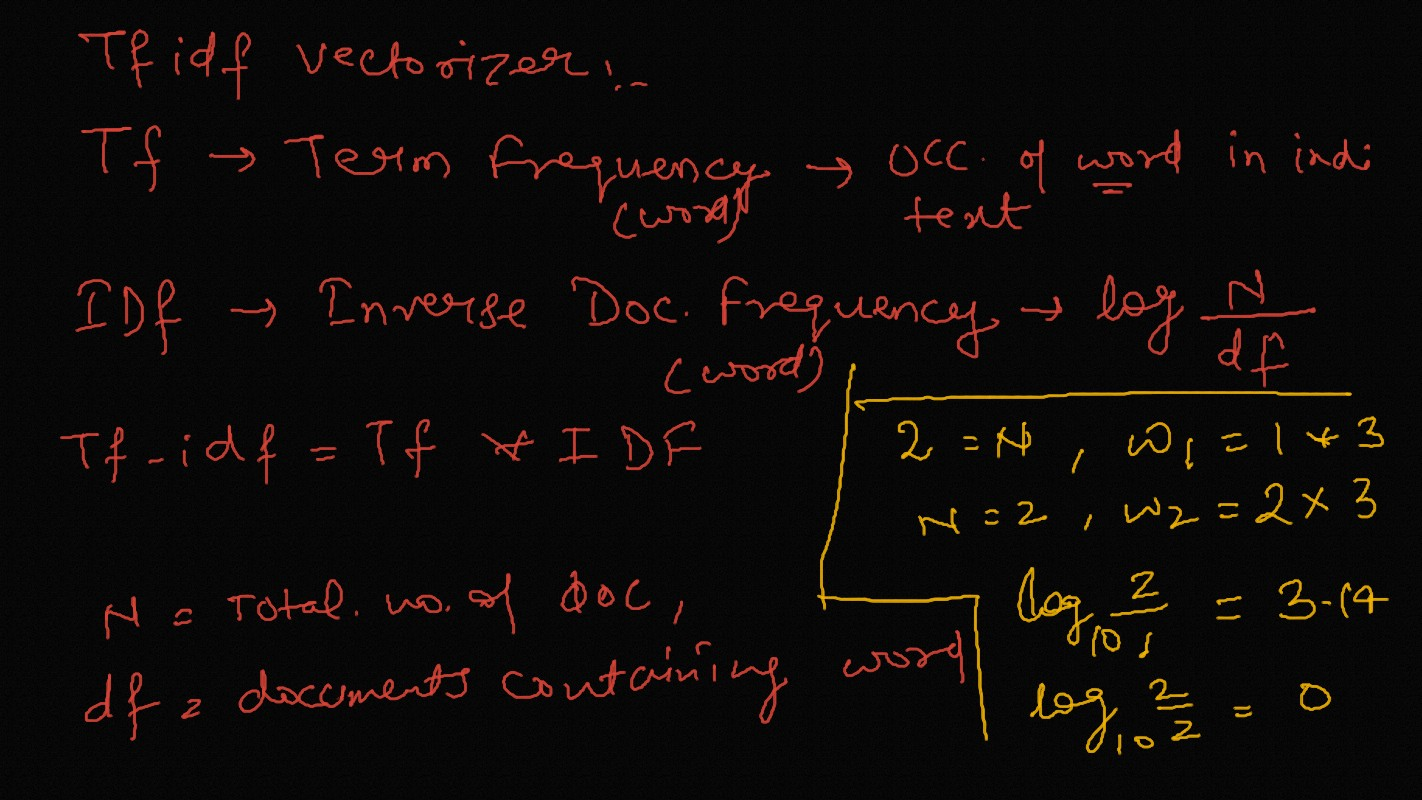 Tfidf vectorizer :-
Tf → Term frequency → occ. of word in indi
(word) text
IDf → Inverse Doc. frequency → log N/df
(word)
Tf-idf = Tf * IDF
2 = N , w1 = 1 * 3
N = 2 , w2 = 2 × 3
N = Total. no. of DOC,
log10 2/1 = 3.14
df = documents containing word
log10 2/2 = 0